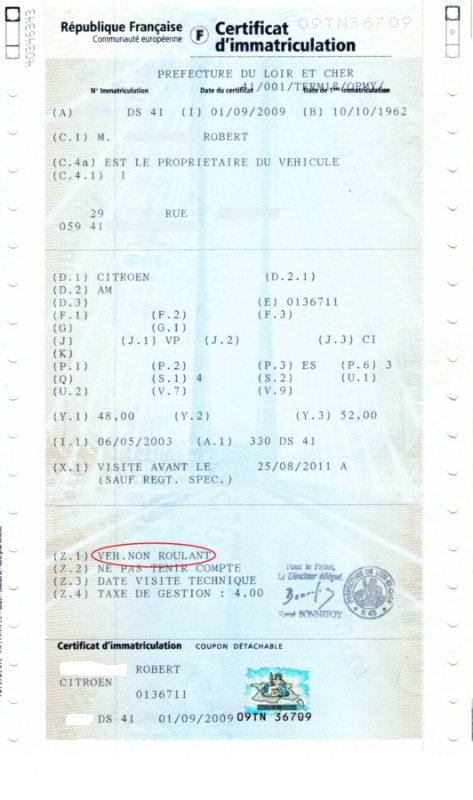 République Française
Communauté européenne
F
Certificat
d'immatriculation
09TN36709
40346343
D
PREFECTURE DU LOIR ET CHER
N° Immatriculation Date du certificat Date de 1ère immatriculation
(A) DS 41 (I) 01/09/2009 (B) 10/10/1962
(C.1) M. ROBERT
(C.4a) EST LE PROPRIETAIRE DU VEHICULE
(C.4.1) 1
29 RUE
059 41
(D.1) CITROEN (D.2.1)
(D.2) AM
(D.3) (E) 0136711
(F.1) (F.2) (F.3)
(G) (G.1)
(J) (J.1) VP (J.2) (J.3) CI
(K)
(P.1) (P.2) (P.3) ES (P.6) 3
(Q) (S.1) 4 (S.2) (U.1)
(U.2) (V.7) (V.9)
(Y.1) 48,00 (Y.2) (Y.3) 52,00
(I.1) 06/05/2003 (A.1) 330 DS 41
(X.1) VISITE AVANT LE 25/08/2011 A
(SAUF REGT. SPEC.)
(Z.1) VEH.NON ROULANT
(Z.2) NE PAS TENIR COMPTE
(Z.3) DATE VISITE TECHNIQUE
(Z.4) TAXE DE GESTION : 4,00
Pour le Préfet,
Le Directeur délégué,
René BONNEFOY
Certificat d'immatriculation COUPON DÉTACHABLE
ROBERT
CITROEN
0136711
DS 41 01/09/2009 09TN 36709